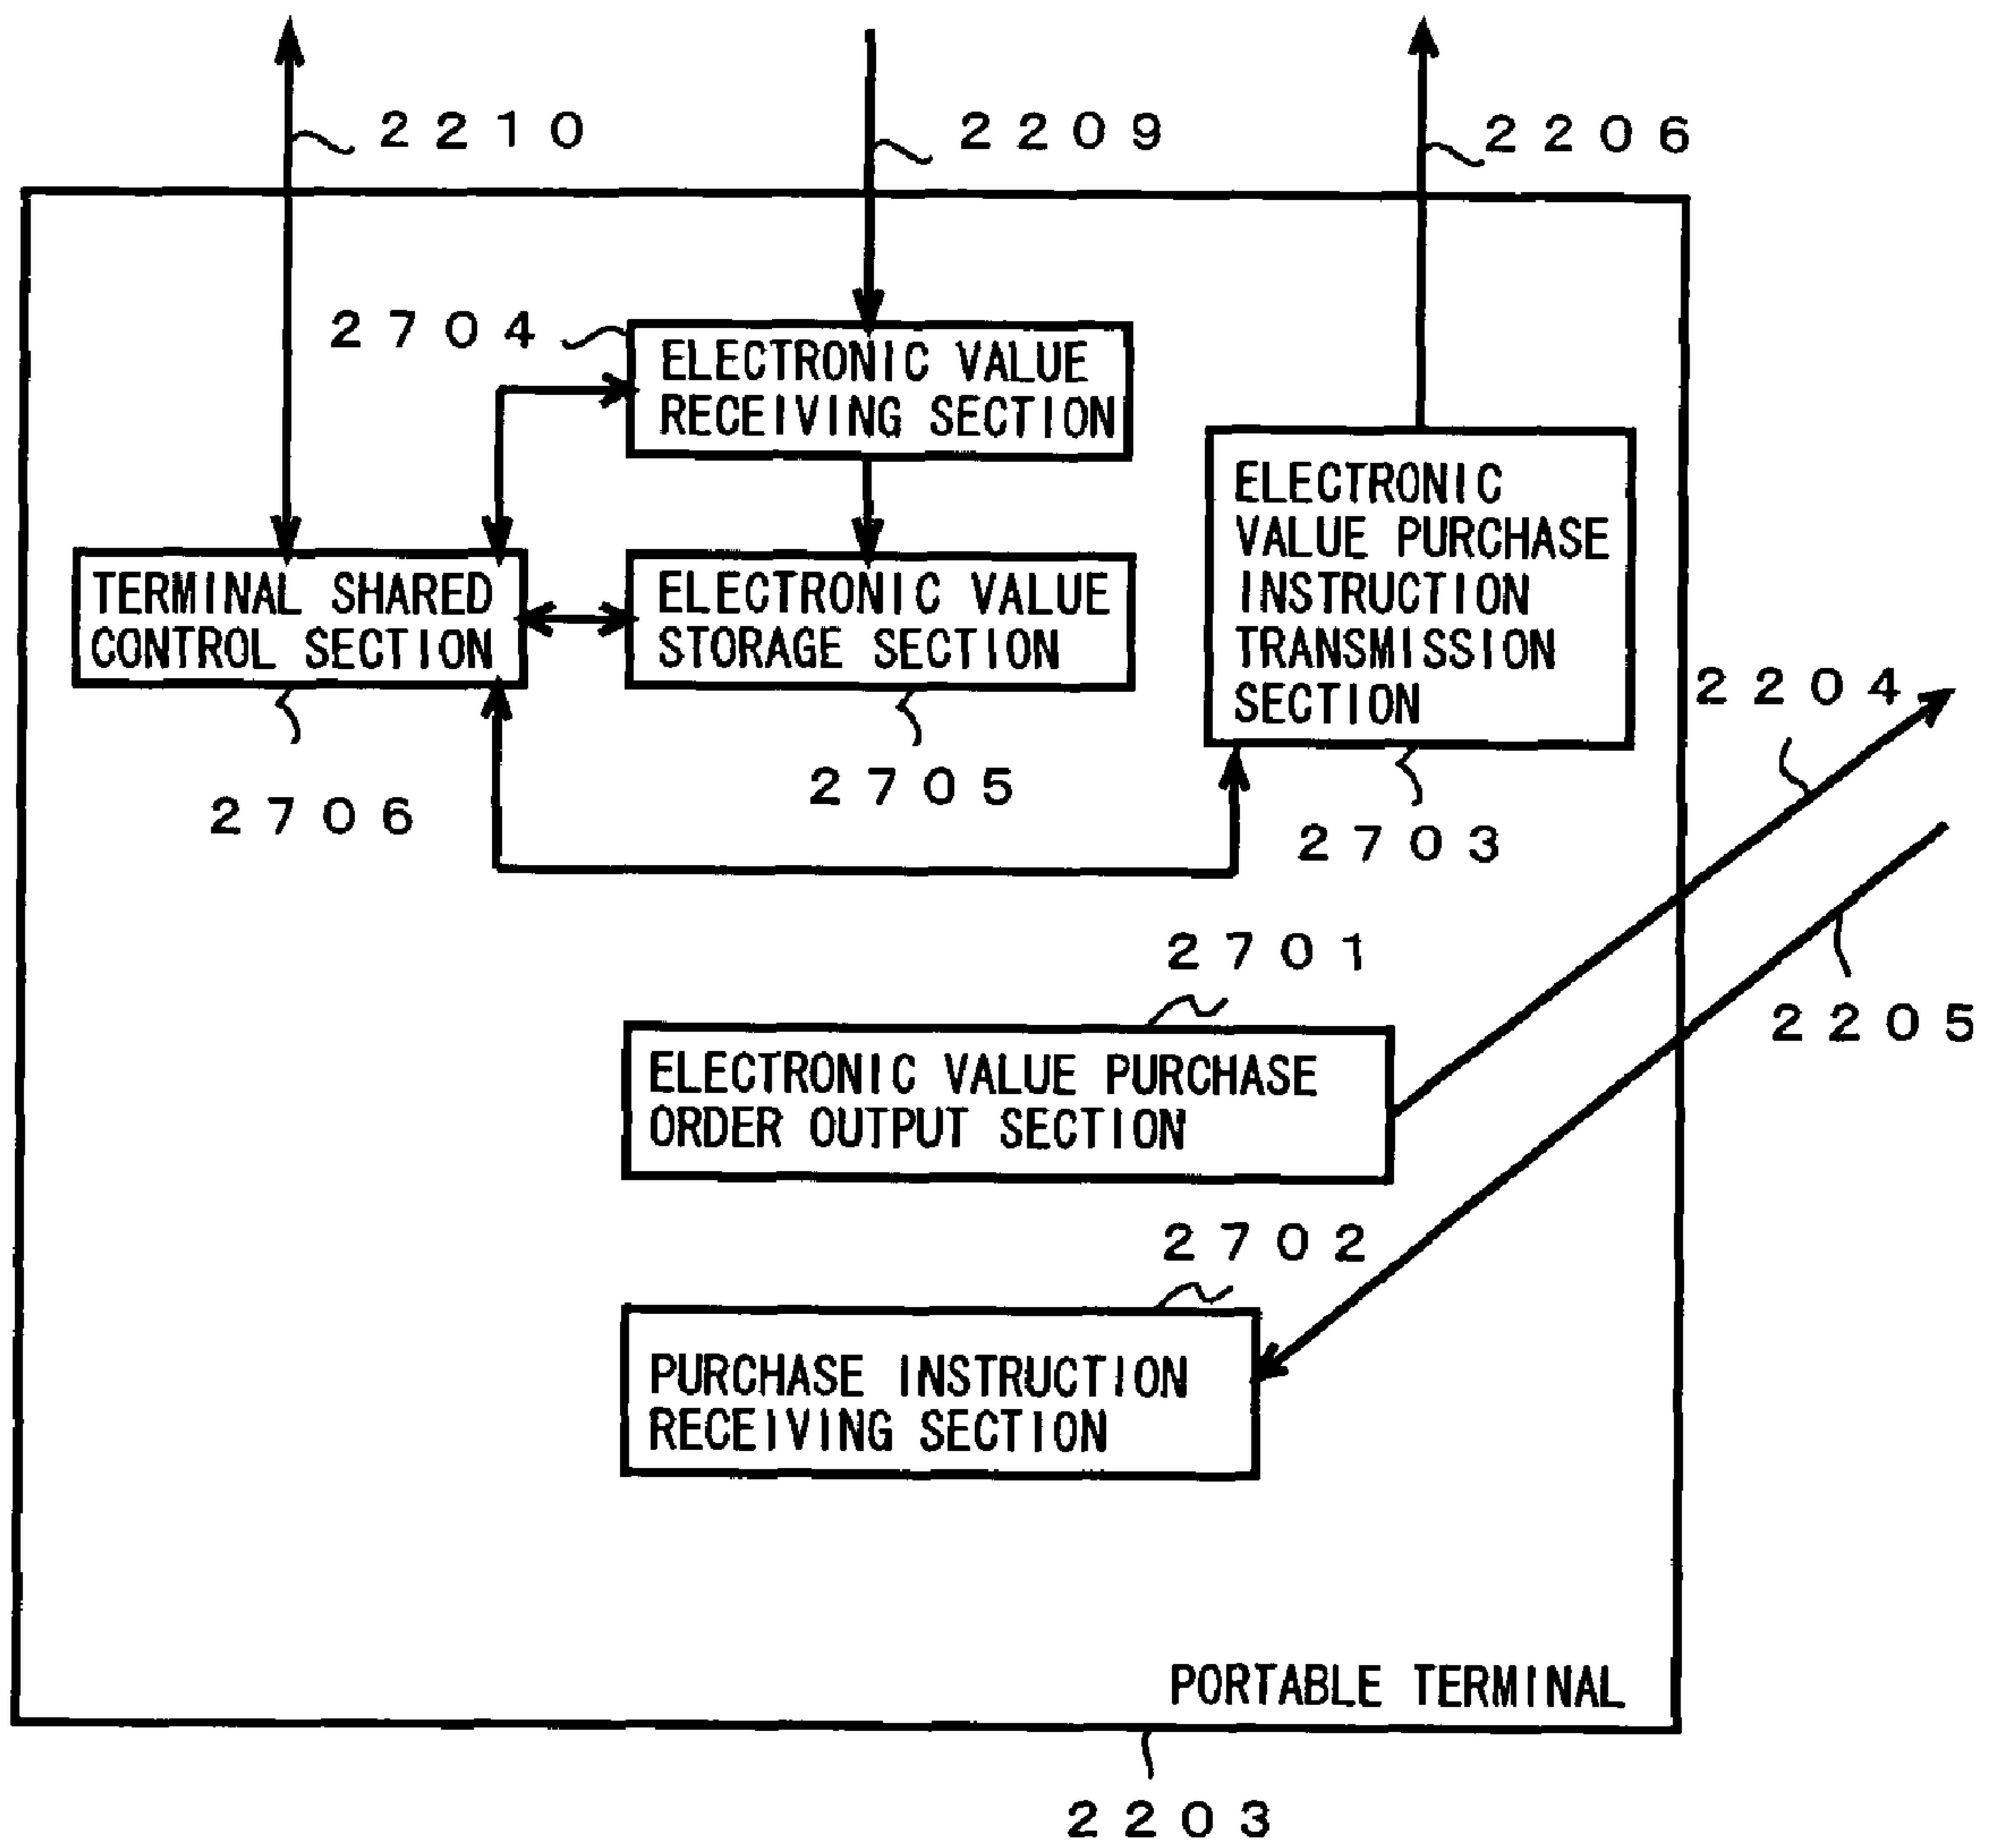 2210
2209
2206
2704
ELECTRONIC VALUE
RECEIVING SECTION
ELECTRONIC
VALUE PURCHASE
INSTRUCTION
TRANSMISSION
SECTION
TERMINAL SHARED
CONTROL SECTION
ELECTRONIC VALUE
STORAGE SECTION
2204
2706
2705
2703
2701
2205
ELECTRONIC VALUE PURCHASE
ORDER OUTPUT SECTION
2702
PURCHASE INSTRUCTION
RECEIVING SECTION
PORTABLE TERMINAL
2203